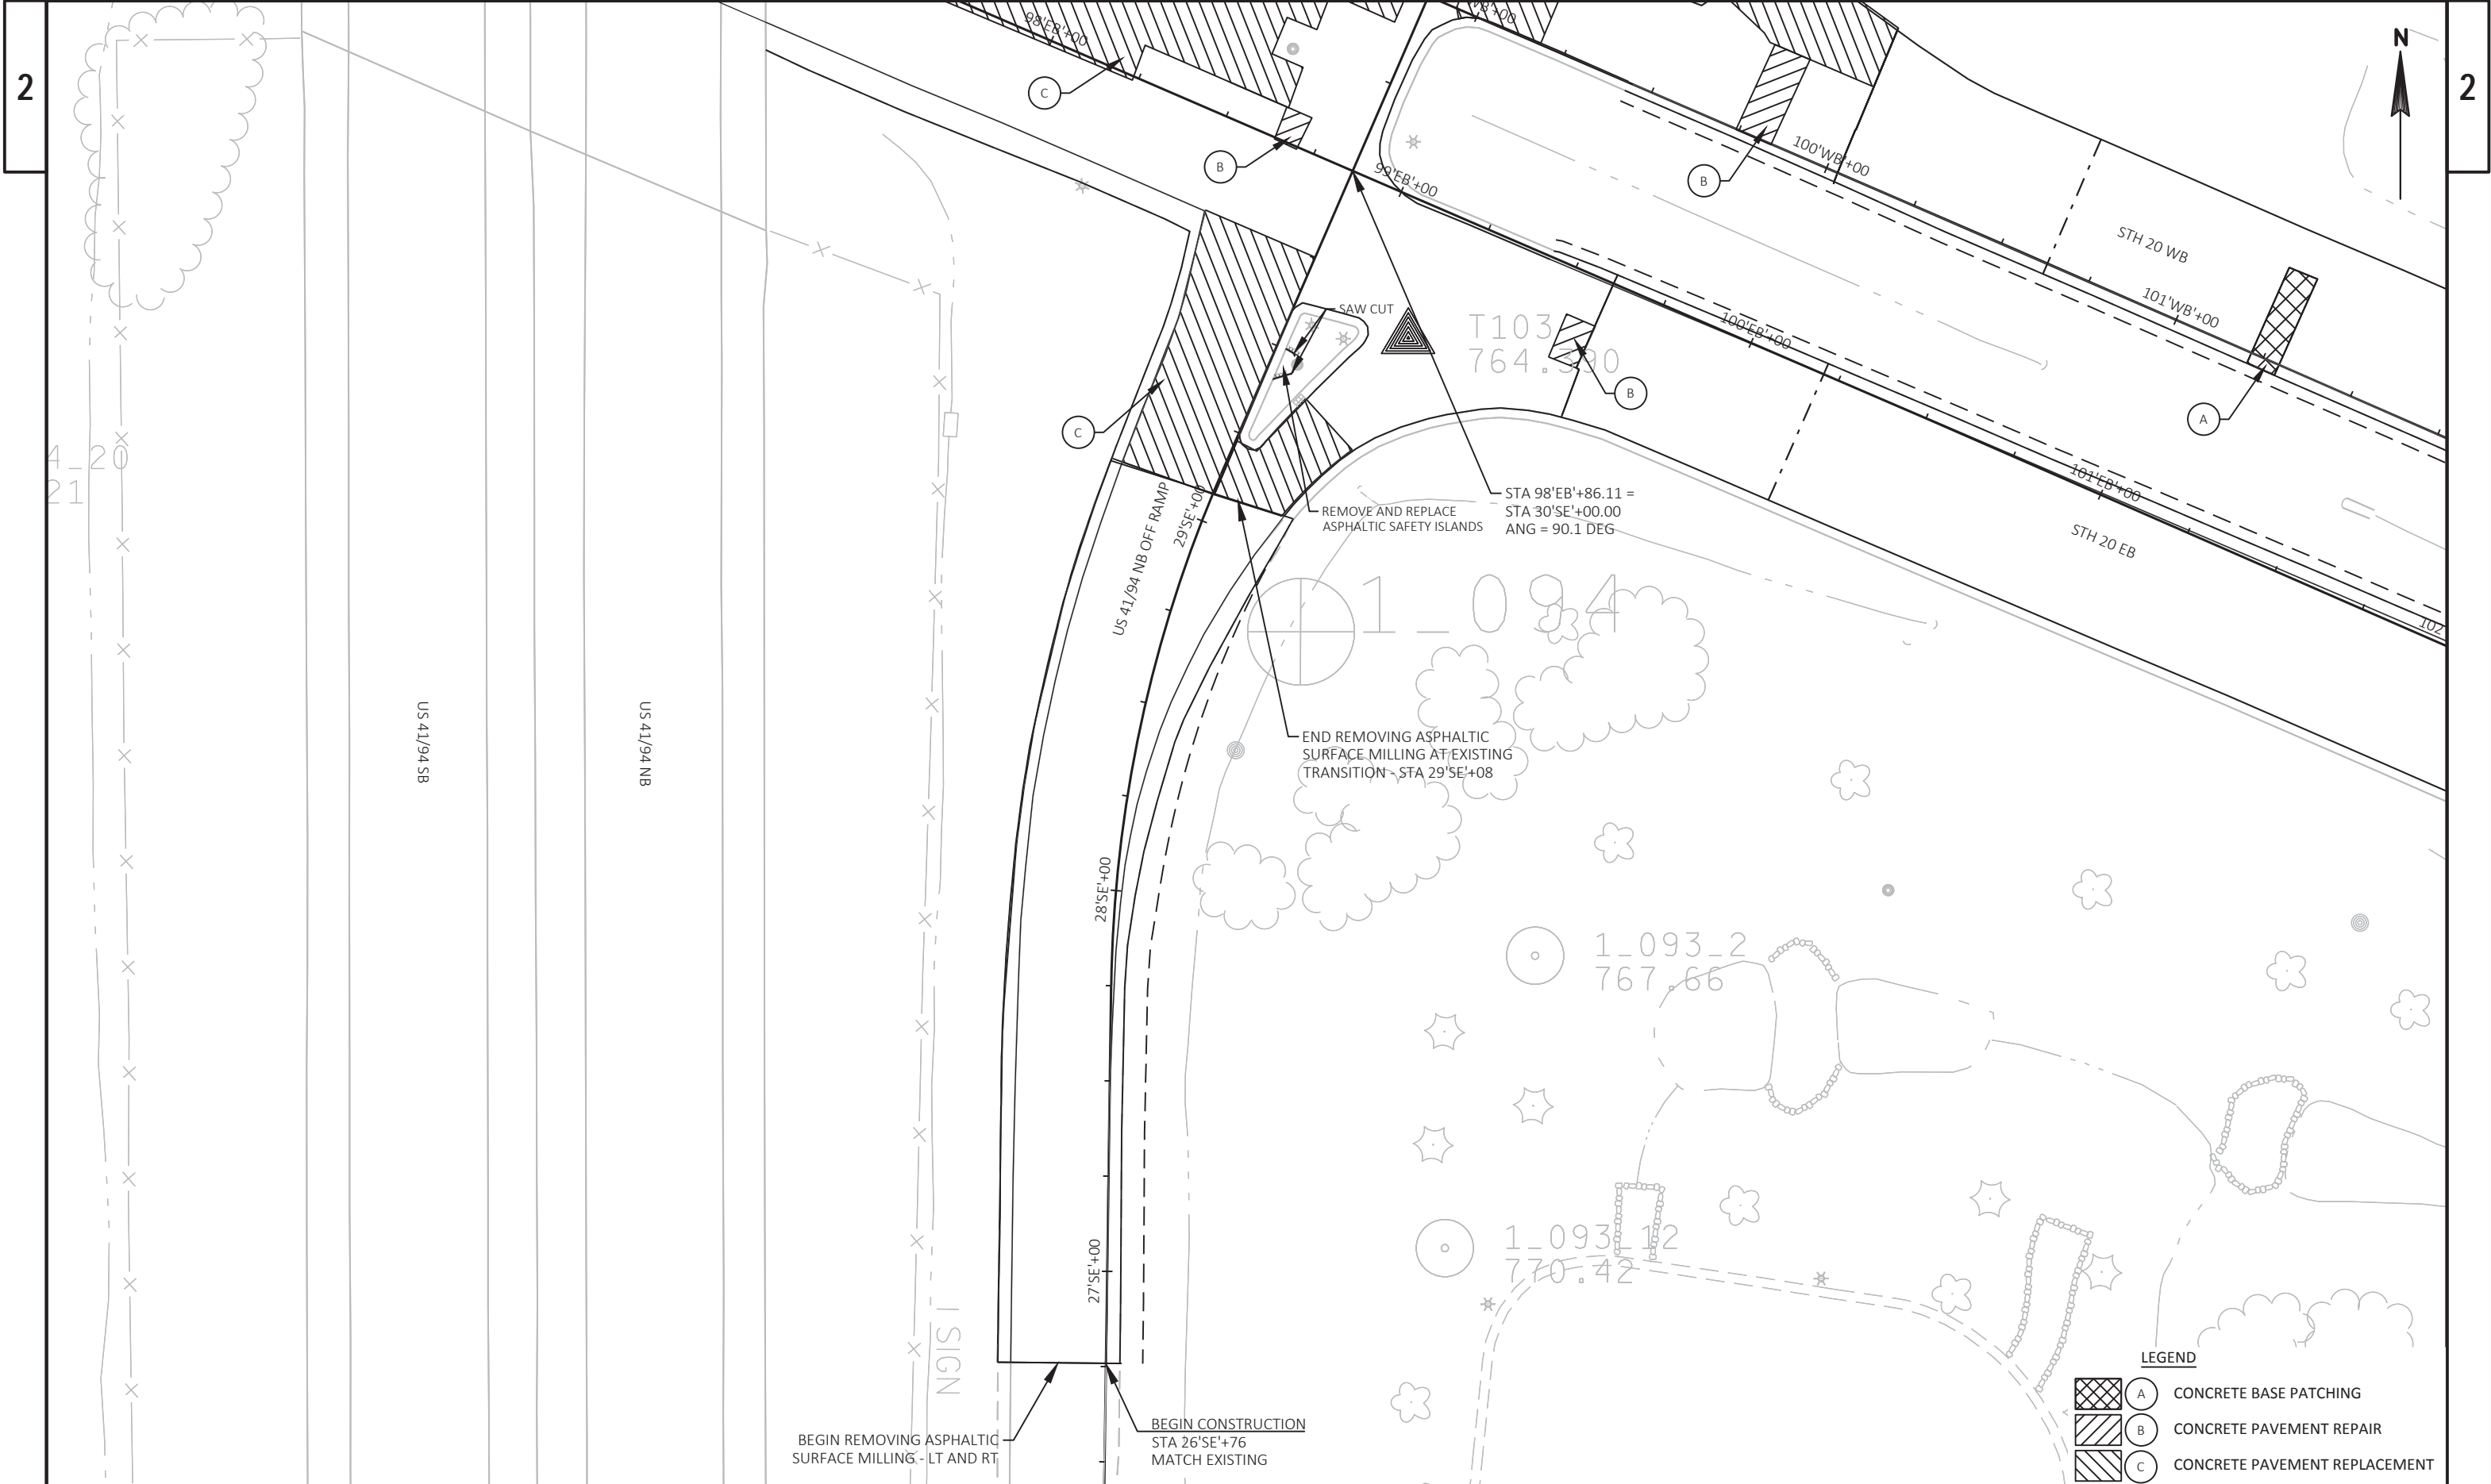 2
2
N
98'EB'+00
C
B
B
99'EB'+00
100'WB'+00
STH 20 WB
101'WB'+00
SAW CUT
T103
100'EB'+00
B
C
A
4_20
21
US 41/94 NB OFF RAMP
29'SE'+00
REMOVE AND REPLACE
ASPHALTIC SAFETY ISLANDS
STA 98'EB'+86.11 =
STA 30'SE'+00.00
ANG = 90.1 DEG
101'EB'+00
STH 20 EB
102
1_094
US 41/94 SB
US 41/94 NB
END REMOVING ASPHALTIC
SURFACE MILLING AT EXISTING
TRANSITION - STA 29'SE'+08
28'SE'+00
1_093_2
767.66
27'SE'+00
1_093_12
770.42
SIGN
BEGIN REMOVING ASPHALTIC
SURFACE MILLING - LT AND RT
BEGIN CONSTRUCTION
STA 26'SE'+76
MATCH EXISTING
LEGEND
A CONCRETE BASE PATCHING
B CONCRETE PAVEMENT REPAIR
C CONCRETE PAVEMENT REPLACEMENT